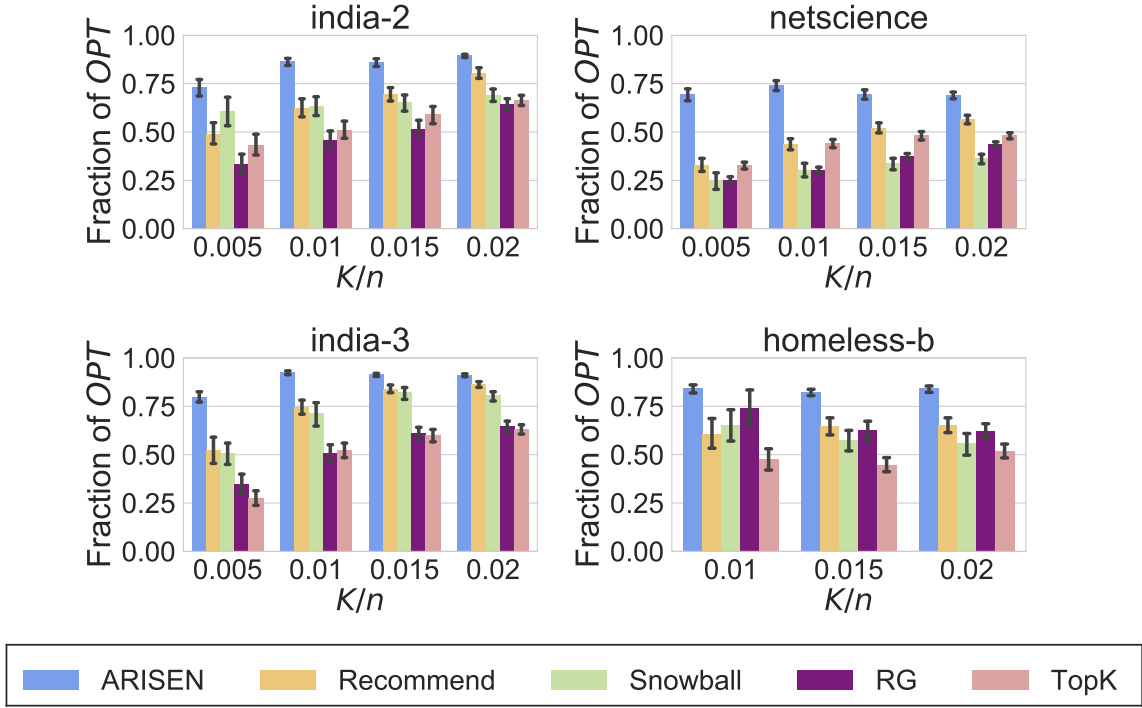 india-2
Fraction of OPT
1.00
0.75
0.50
0.25
0.00
0.005 0.01 0.015 0.02
K/n
netscience
Fraction of OPT
1.00
0.75
0.50
0.25
0.00
0.005 0.01 0.015 0.02
K/n
india-3
Fraction of OPT
1.00
0.75
0.50
0.25
0.00
0.005 0.01 0.015 0.02
K/n
homeless-b
Fraction of OPT
1.00
0.75
0.50
0.25
0.00
0.01 0.015 0.02
K/n
ARISEN Recommend Snowball RG TopK